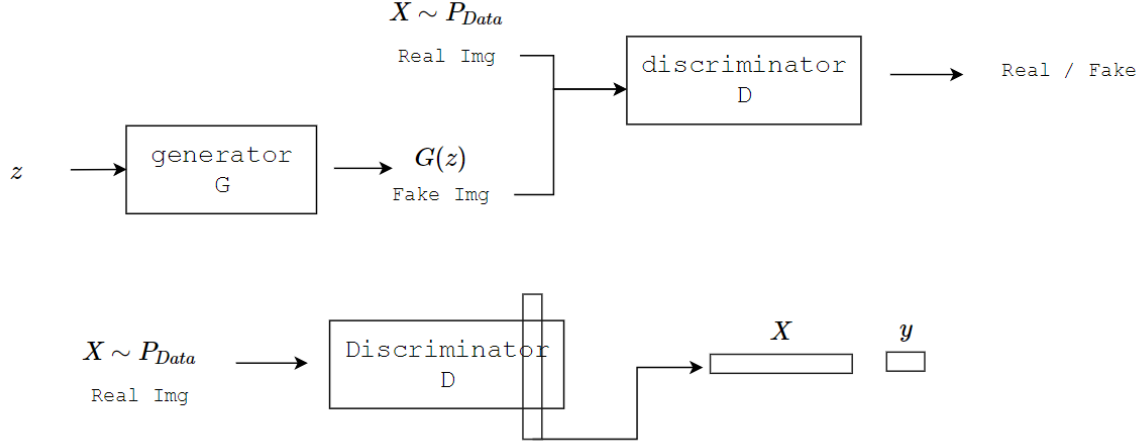 X ~ P_Data
Real Img
discriminator
D
Real / Fake
z
generator
G
G(z)
Fake Img
X ~ P_Data
Real Img
Discriminator
D
X
y